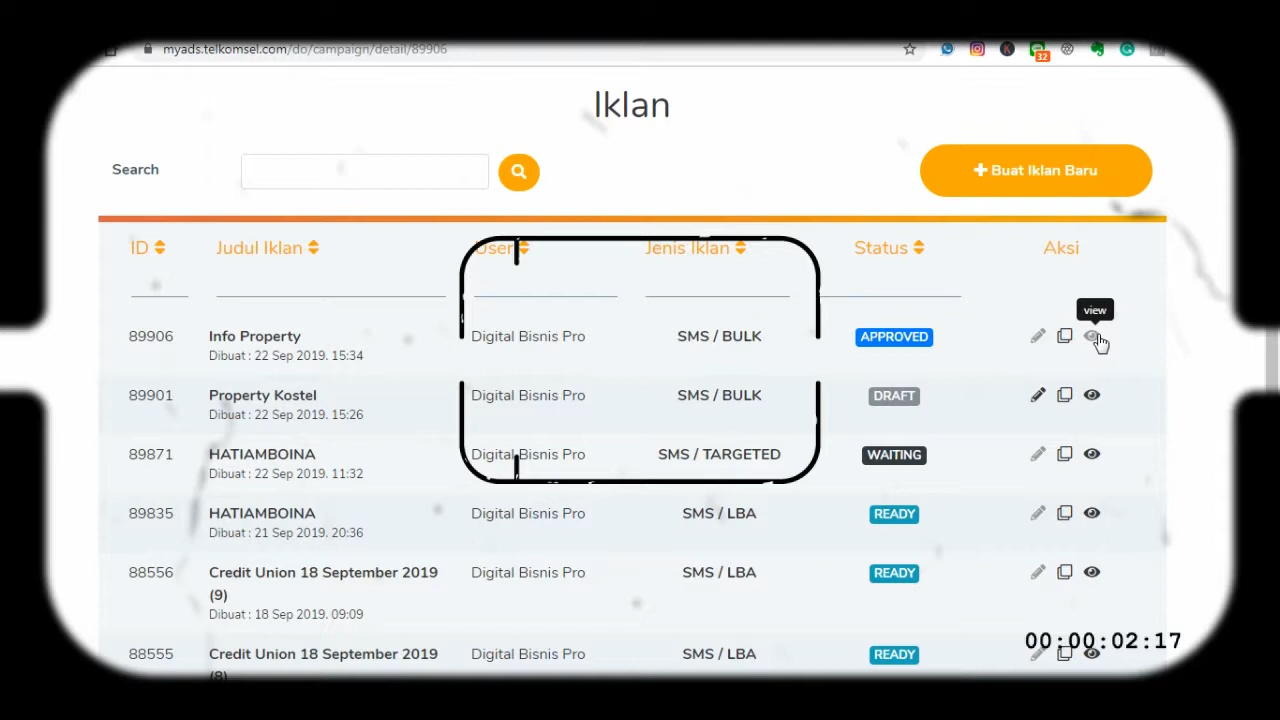 myads.telkomsel.com/do/campaign/detail/89906
32
Iklan
Search
Buat Iklan Baru
ID Judul Iklan User Jenis Iklan Status Aksi
view
89906 Info Property Digital Bisnis Pro SMS / BULK APPROVED
Dibuat : 22 Sep 2019. 15:34
89901 Property Kostel Digital Bisnis Pro SMS / BULK DRAFT
Dibuat : 22 Sep 2019. 15:26
89871 HATIAMBOINA Digital Bisnis Pro SMS / TARGETED WAITING
Dibuat : 22 Sep 2019. 11:32
89835 HATIAMBOINA Digital Bisnis Pro SMS / LBA READY
Dibuat : 21 Sep 2019. 20:36
88556 Credit Union 18 September 2019 Digital Bisnis Pro SMS / LBA READY
(9)
Dibuat : 18 Sep 2019. 09:09
00:00:02:17
88555 Credit Union 18 September 2019 Digital Bisnis Pro SMS / LBA READY
(8)